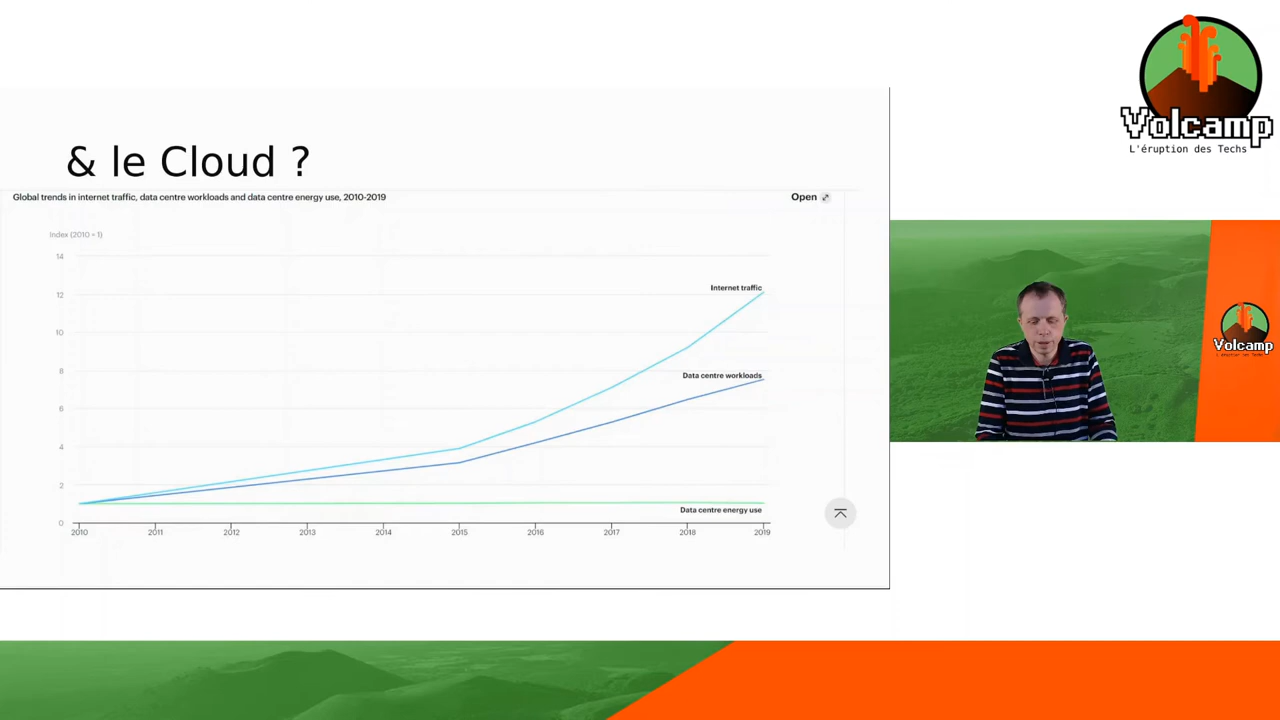 Volcamp
L'éruption des Techs
& le Cloud ?
Global trends in internet traffic, data centre workloads and data centre energy use, 2010-2019
Open
Index (2010 = 1)
14
12
10
8
6
4
2
0
Internet traffic
Data centre workloads
Data centre energy use
2010 2011 2012 2013 2014 2015 2016 2017 2018 2019
Volcamp